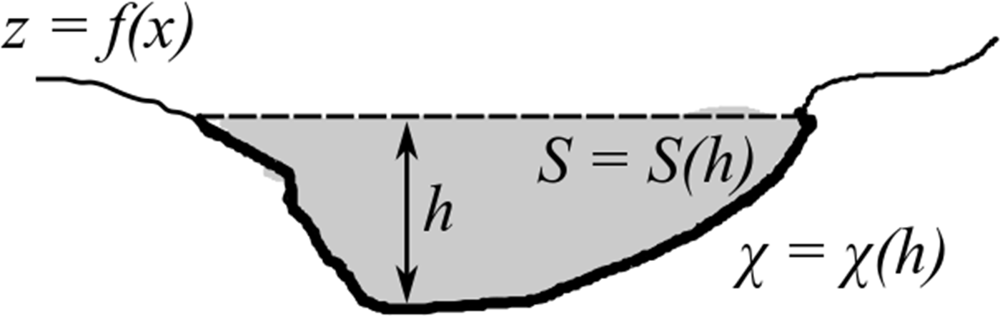 z = f(x)
S = S(h)
h
χ = χ(h)